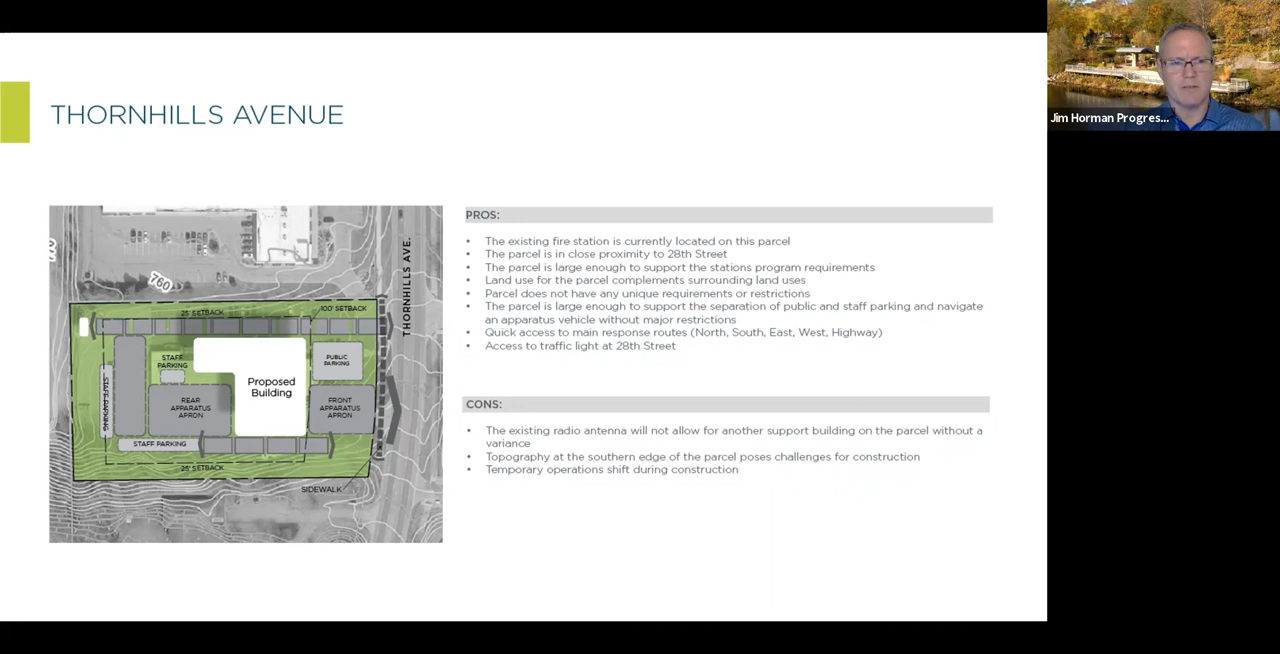 THORNHILLS AVENUE
Jim Horman Progres...
760
THORNHILLS AVE.
25' SETBACK
100' SETBACK
STAFF
PARKING
PUBLIC
PARKING
Proposed
Building
STAFF PARKING
REAR
APPARATUS
APRON
FRONT
APPARATUS
APRON
STAFF PARKING
25' SETBACK
SIDEWALK
PROS:
• The existing fire station is currently located on this parcel
• The parcel is in close proximity to 28th Street
• The parcel is large enough to support the stations program requirements
• Land use for the parcel complements surrounding land uses
• Parcel does not have any unique requirements or restrictions
• The parcel is large enough to support the separation of public and staff parking and navigate
an apparatus vehicle without major restrictions
• Quick access to main response routes (North, South, East, West, Highway)
• Access to traffic light at 28th Street
CONS:
• The existing radio antenna will not allow for another support building on the parcel without a
variance
• Topography at the southern edge of the parcel poses challenges for construction
• Temporary operations shift during construction